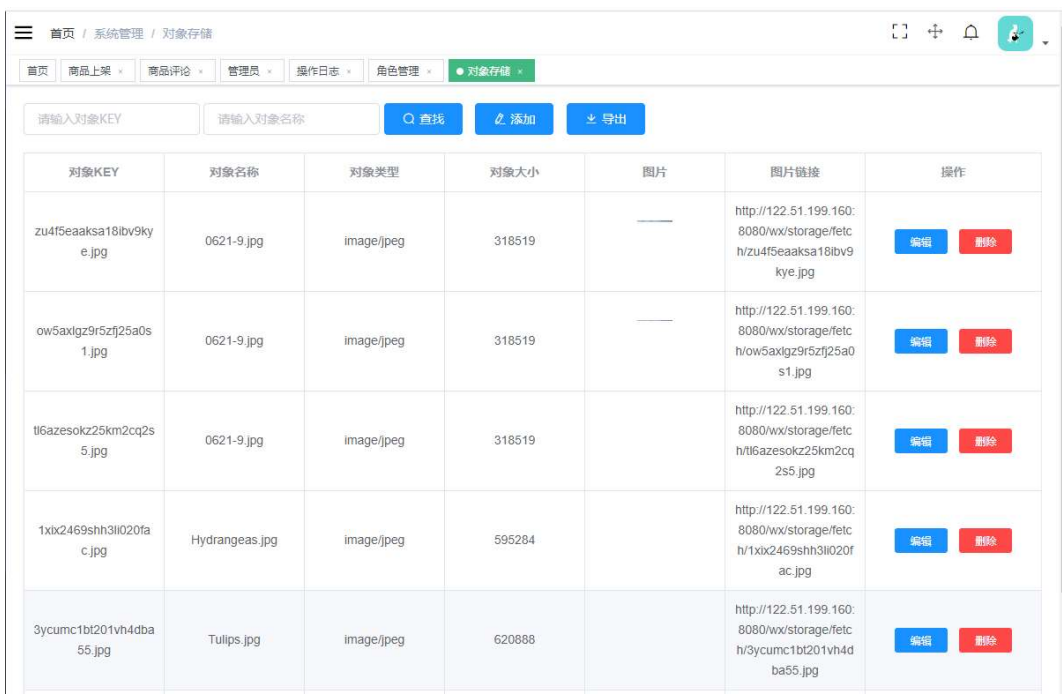 首页 / 系统管理 / 对象存储
首页 商品上架 × 商品评论 × 管理员 × 操作日志 × 角色管理 × 对象存储 ×
请输入对象KEY 请输入对象名称 查找 添加 导出
对象KEY 对象名称 对象类型 对象大小 图片 图片链接 操作
http://122.51.199.160:
zu4f5eaaksa18ibv9ky 8080/wx/storage/fetc
0621-9.jpg image/jpeg 318519 编辑 删除
e.jpg h/zu4f5eaaksa18ibv9
kye.jpg
http://122.51.199.160:
ow5axlgz9r5zfj25a0s 8080/wx/storage/fetc
0621-9.jpg image/jpeg 318519 编辑 删除
1.jpg h/ow5axlgz9r5zfj25a0
s1.jpg
http://122.51.199.160:
tl6azesokz25km2cq2s 8080/wx/storage/fetc
0621-9.jpg image/jpeg 318519 编辑 删除
5.jpg h/tl6azesokz25km2cq
2s5.jpg
http://122.51.199.160:
1xix2469shh3li020fa 8080/wx/storage/fetc
Hydrangeas.jpg image/jpeg 595284 编辑 删除
c.jpg h/1xix2469shh3li020f
ac.jpg
http://122.51.199.160:
3ycumc1bt201vh4dba 8080/wx/storage/fetc
Tulips.jpg image/jpeg 620888 编辑 删除
55.jpg h/3ycumc1bt201vh4d
ba55.jpg